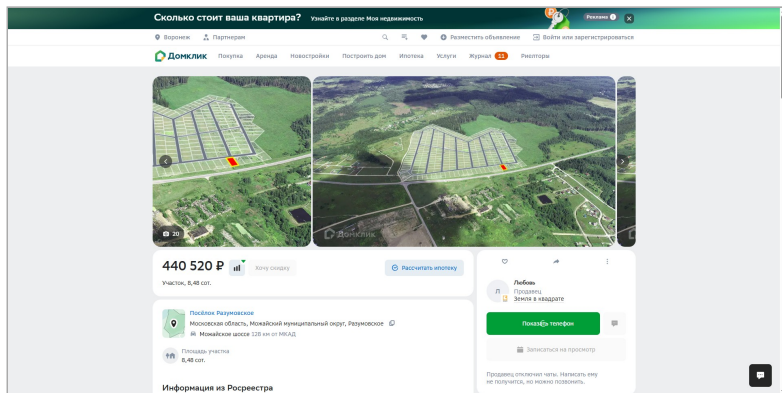 Сколько стоит ваша квартира? Узнайте в разделе Моя недвижимость
Реклама
Воронеж Партнерам Разместить объявление Войти или зарегистрироваться
Домклик Покупка Аренда Новостройки Построить дом Ипотека Услуги Журнал 11 Риелторы
20
Домклик
440 520 ₽ Хочу скидку Рассчитать ипотеку
Участок, 8,48 сот.
Любовь
Л Продавец
Земля в квадрате
Показать телефон
Записаться на просмотр
Продавец отключил чаты. Написать ему
не получится, но можно позвонить.
Посёлок Разумовское
Московская область, Можайский муниципальный округ, Разумовское
Можайское шоссе 128 км от МКАД
Площадь участка
8,48 сот.
Информация из Росреестра